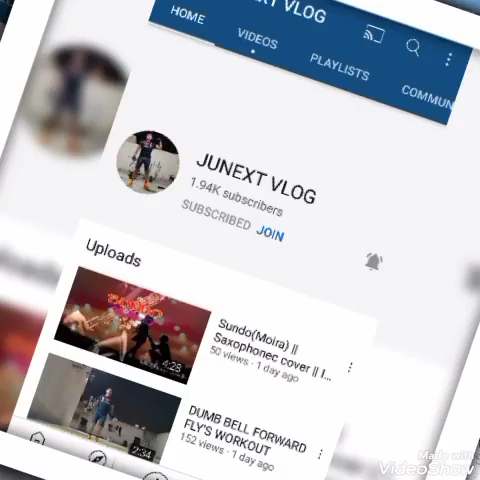 EXT VLOG
HOME
VIDEOS
PLAYLISTS
COMMUN
JUNEXT VLOG
1.94K subscribers
SUBSCRIBED JOIN
Uploads
4:28
Sundo(Moira) ||
Saxophonec cover || I...
50 views · 1 day ago
2:34
DUMB BELL FORWARD
FLY'S WORKOUT
152 views · 1 day ago
Made with
VideoShow